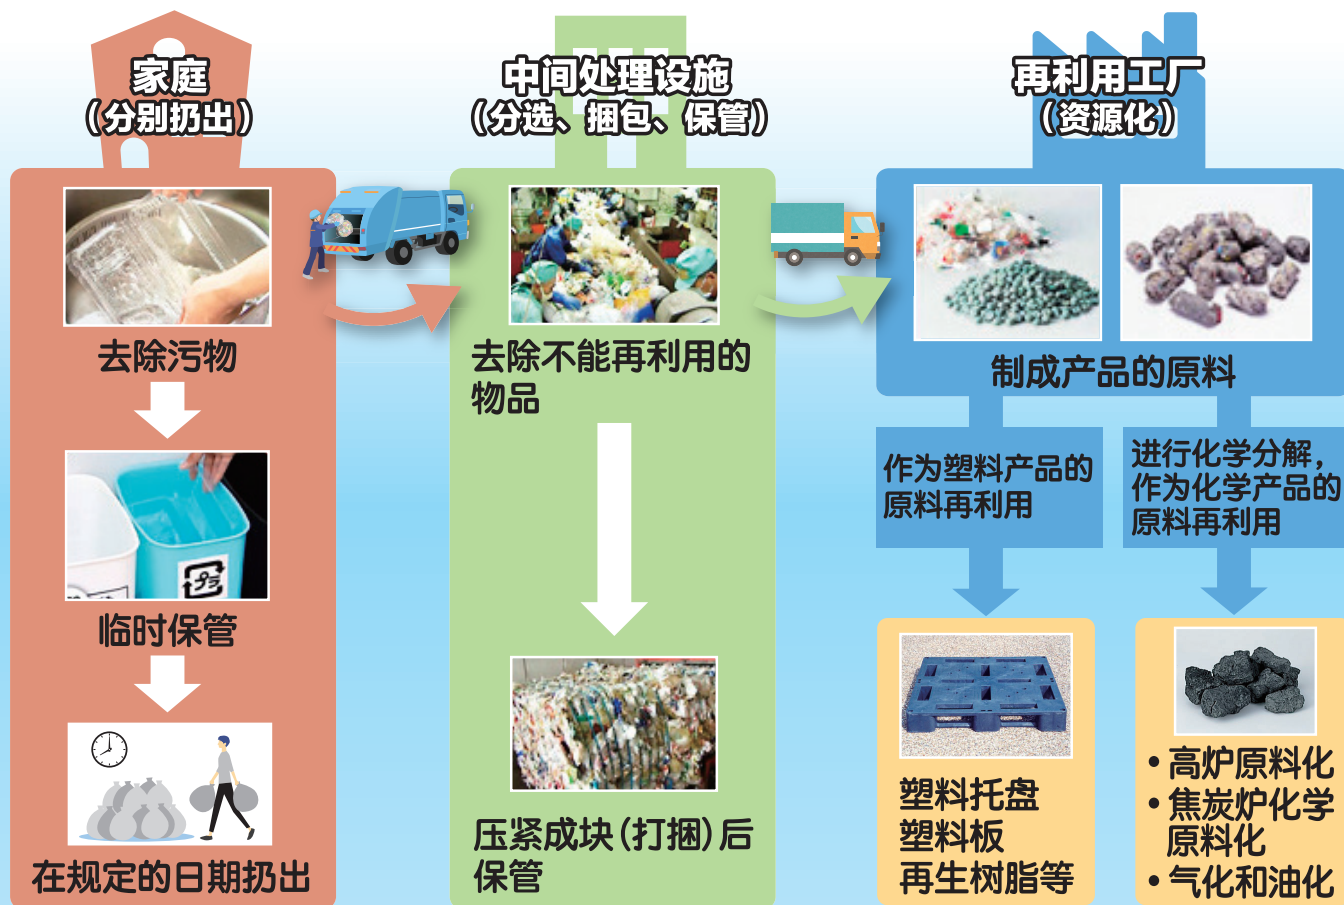 家庭
（分别扔出）
去除污物
プラ
临时保管
在规定的日期扔出
中间处理设施
（分选、捆包、保管）
去除不能再利用的
物品
压紧成块（打捆）后
保管
再利用工厂
（资源化）
制成产品的原料
作为塑料产品的
原料再利用
塑料托盘
塑料板
再生树脂等
进行化学分解，
作为化学产品的
原料再利用
• 高炉原料化
• 焦炭炉化学
原料化
• 气化和油化